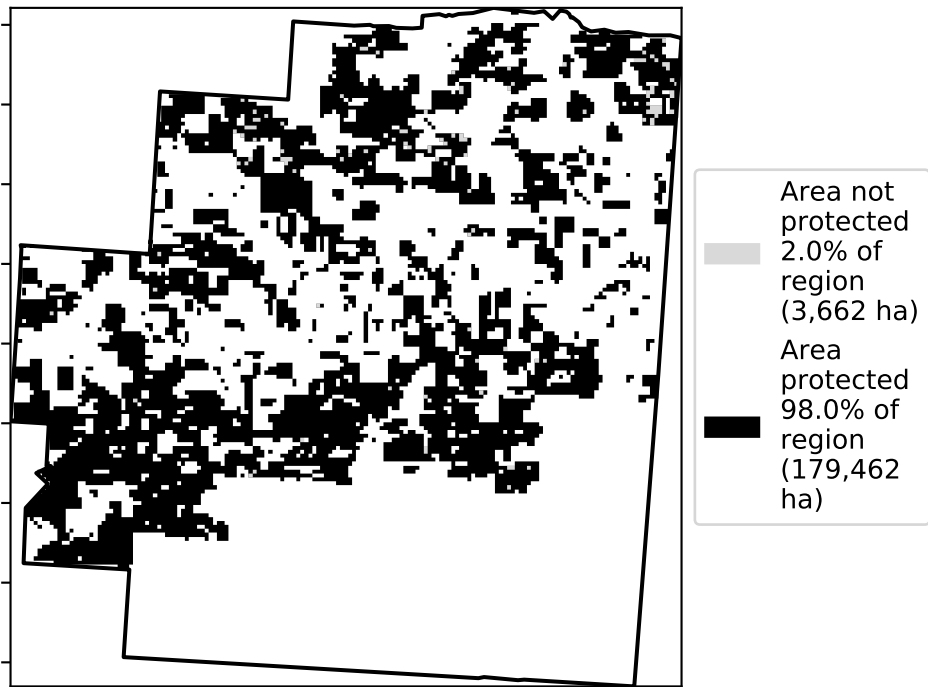 Area not
protected
2.0% of
region
(3,662 ha)
Area
protected
98.0% of
region
(179,462
ha)